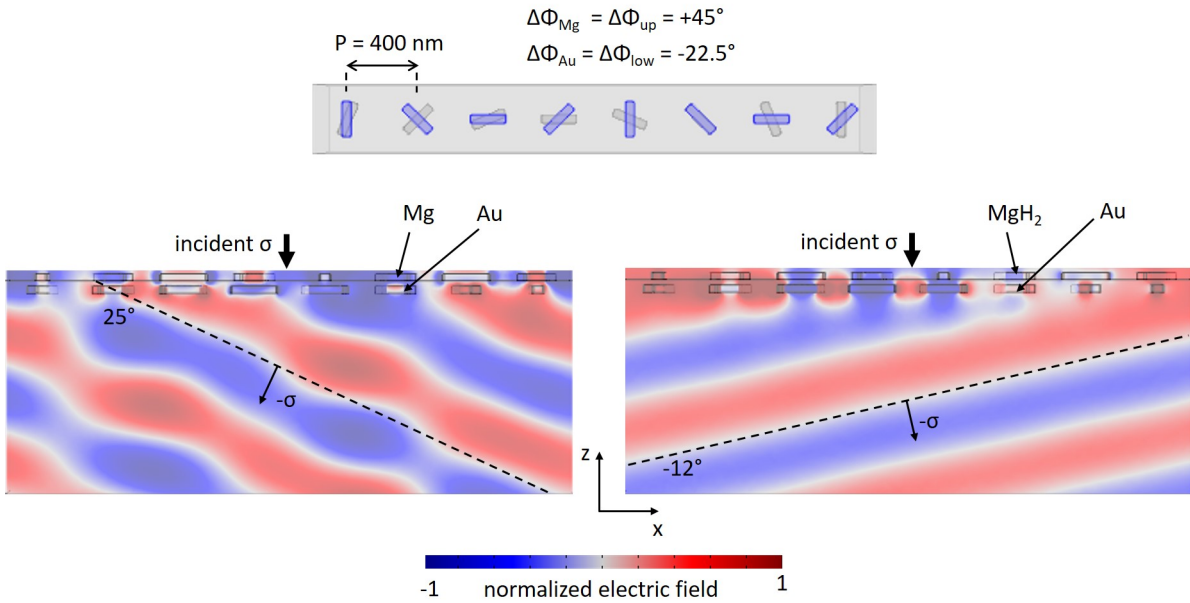 ΔΦMg = ΔΦup = +45°
P = 400 nm
ΔΦAu = ΔΦlow = -22.5°
Mg Au
incident σ
25°
-σ
MgH2 Au
incident σ
-σ
-12°
z
x
-1 normalized electric field 1